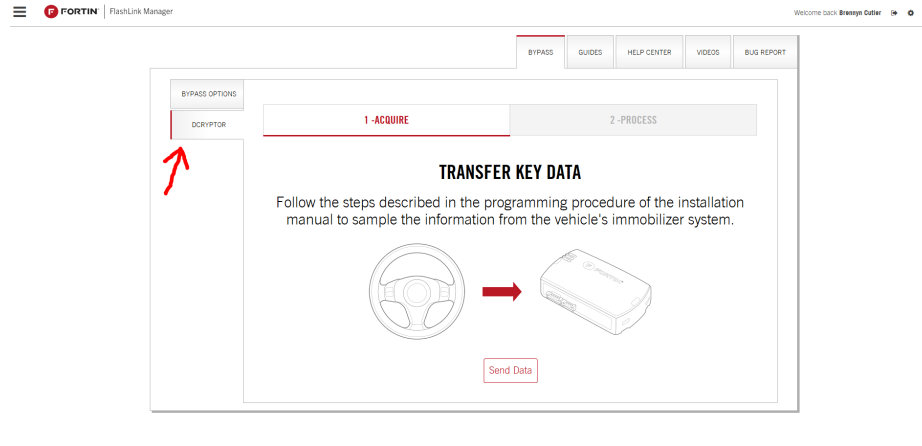 FORTIN FlashLink Manager
Welcome back Brennyn Cutler
BYPASS GUIDES HELP CENTER VIDEOS BUG REPORT
BYPASS OPTIONS
DCRYPTOR
1 -ACQUIRE 2 -PROCESS
TRANSFER KEY DATA
Follow the steps described in the programming procedure of the installation
manual to sample the information from the vehicle's immobilizer system.
FORTIN
Send Data